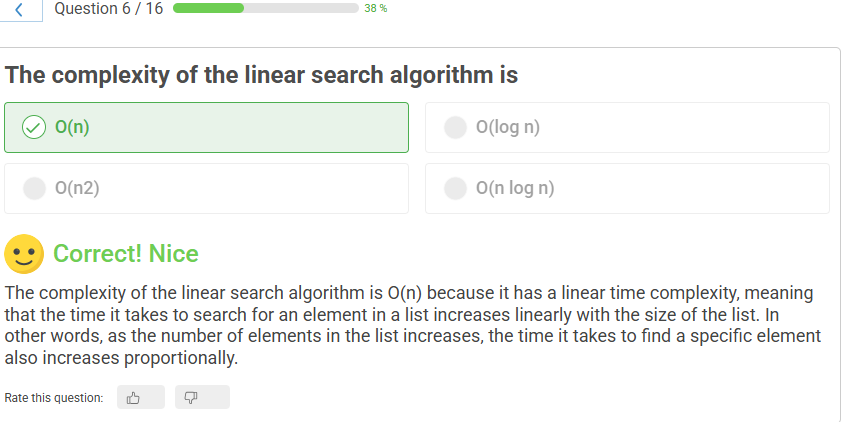 Question 6 / 16 38 %
The complexity of the linear search algorithm is
O(n) O(log n)
O(n2) O(n log n)
Correct! Nice
The complexity of the linear search algorithm is O(n) because it has a linear time complexity, meaning
that the time it takes to search for an element in a list increases linearly with the size of the list. In
other words, as the number of elements in the list increases, the time it takes to find a specific element
also increases proportionally.
Rate this question: